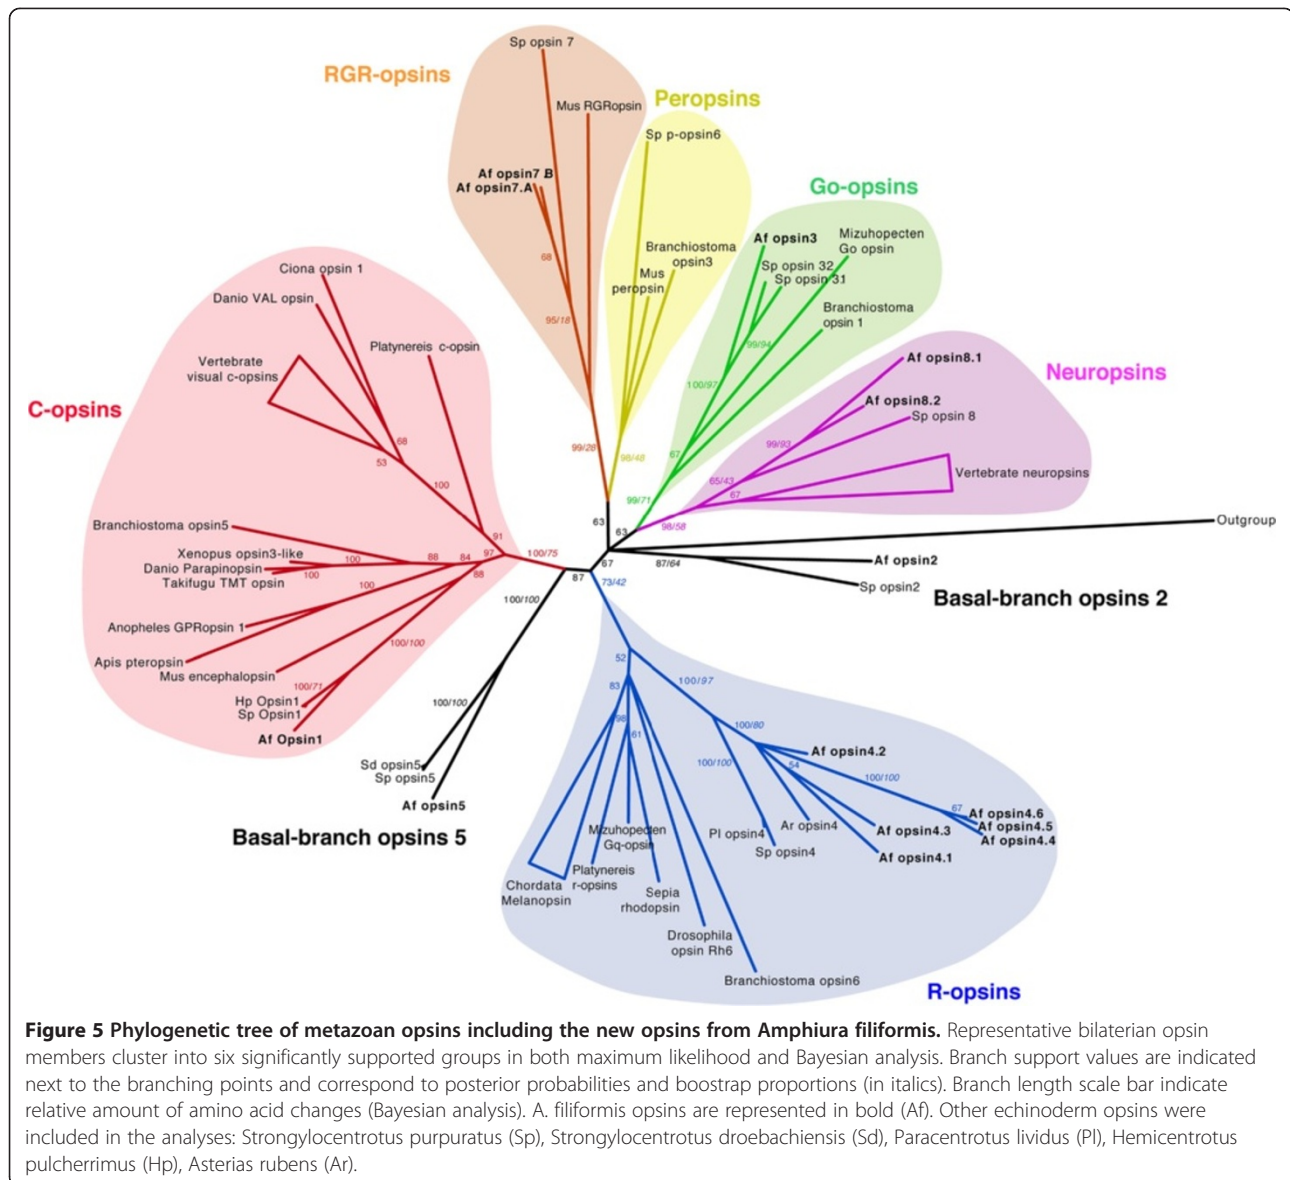 Sp opsin 7
RGR-opsins
Mus RGRopsin
Af opsin7.B
Af opsin7.A
68
95/18
99/28
Peropsins
Sp p-opsin6
Branchiostoma
opsin3
Mus
peropsin
98/48
Go-opsins
Af opsin3
Mizuhopecten
Go opsin
Sp opsin 32
Sp opsin 31
Branchiostoma
opsin 1
99/94
100/97
67
99/71
Neuropsins
Af opsin8.1
Af opsin8.2
Sp opsin 8
Vertebrate neuropsins
99/93
65/43
67
98/58
63
63
67
87
C-opsins
Ciona opsin 1
Danio VAL opsin
Vertebrate
visual c-opsins
Platynereis c-opsin
68
53
100
91
97
100/75
Branchiostoma opsin5
Xenopus opsin3-like
Danio Parapinopsin
Takifugu TMT opsin
100
100
88
84
88
100
Anopheles GPRopsin 1
Apis pteropsin
Mus encephalopsin
100/100
100/71
Hp Opsin1
Sp Opsin1
Af Opsin1
Outgroup
87/64
Af opsin2
Sp opsin2
Basal-branch opsins 2
100/100
100/100
Sd opsin5
Sp opsin5
Af opsin5
Basal-branch opsins 5
73/42
52
83
98
61
100/97
100/80
100/100
54
100/100
67
Af opsin4.2
Af opsin4.6
Af opsin4.5
Af opsin4.4
Af opsin4.3
Af opsin4.1
Ar opsin4
Pl opsin4
Sp opsin4
Mizuhopecten
Gq-opsin
Platynereis
r-opsins
Chordata
Melanopsin
Sepia
rhodopsin
Drosophila
opsin Rh6
Branchiostoma opsin6
R-opsins
Figure 5 Phylogenetic tree of metazoan opsins including the new opsins from Amphiura filiformis. Representative bilaterian opsin
members cluster into six significantly supported groups in both maximum likelihood and Bayesian analysis. Branch support values are indicated
next to the branching points and correspond to posterior probabilities and boostrap proportions (in italics). Branch length scale bar indicate
relative amount of amino acid changes (Bayesian analysis). A. filiformis opsins are represented in bold (Af). Other echinoderm opsins were
included in the analyses: Strongylocentrotus purpuratus (Sp), Strongylocentrotus droebachiensis (Sd), Paracentrotus lividus (Pl), Hemicentrotus
pulcherrimus (Hp), Asterias rubens (Ar).